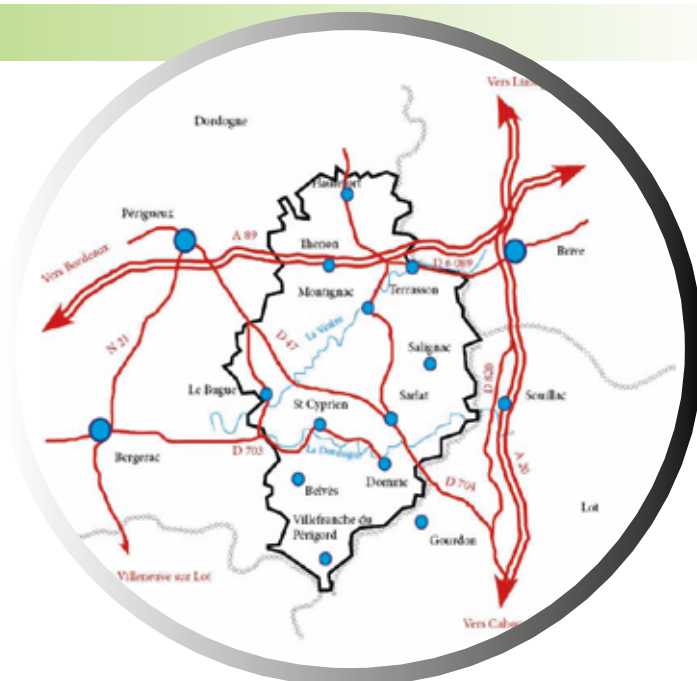 Vers
Dordogne
Hautefort
Périgueux
A 89
Thenon
Brive
Vers Bordeaux
D 6 089
Montignac
Terrasson
La Vézère
N 21
D 47
Salignac
D 820
Le Bugue
St Cyprien
Sarlat
Souillac
Bergerac
D 703
La Dordogne
A 20
Belvès
Domme
D 704
Lot
Villefranche du
Périgord
Gourdon
Villeneuve sur Lot
Vers